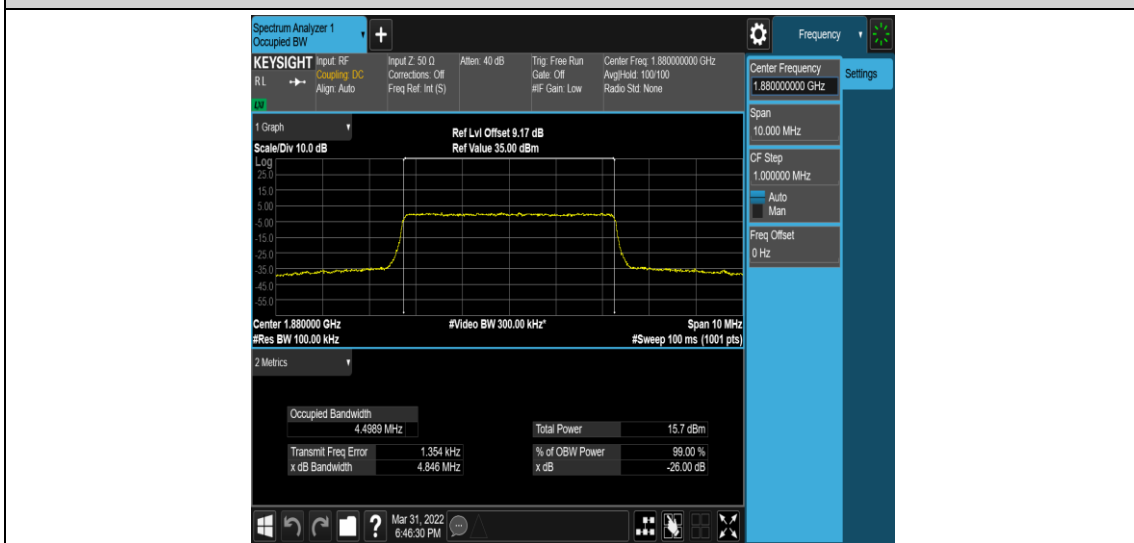 Spectrum Analyzer 1
Occupied BW
+
Frequency
KEYSIGHT
RL
LXI
Input: RF
Coupling: DC
Align: Auto
Input Z: 50 Ω
Corrections: Off
Freq Ref: Int (S)
Atten: 40 dB
Trig: Free Run
Gate: Off
#IF Gain: Low
Center Freq: 1.880000000 GHz
Avg|Hold: 100/100
Radio Std: None
Center Frequency
1.880000000 GHz
Settings
Span
10.000 MHz
CF Step
1.000000 MHz
Auto
Man
Freq Offset
0 Hz
1 Graph
Scale/Div 10.0 dB
Ref Lvl Offset 9.17 dB
Ref Value 35.00 dBm
Log
25.0
15.0
5.00
-5.00
-15.0
-25.0
-35.0
-45.0
-55.0
Center 1.880000 GHz
#Res BW 100.00 kHz
#Video BW 300.00 kHz*
Span 10 MHz
#Sweep 100 ms (1001 pts)
2 Metrics
Occupied Bandwidth
4.4989 MHz
Transmit Freq Error 1.354 kHz
x dB Bandwidth 4.846 MHz
Total Power 15.7 dBm
% of OBW Power 99.00 %
x dB -26.00 dB
?
Mar 31, 2022
6:46:30 PM